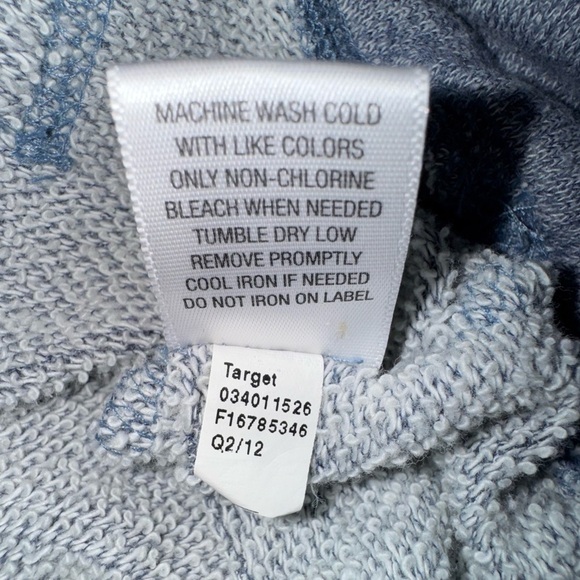 MACHINE WASH COLD
WITH LIKE COLORS
ONLY NON-CHLORINE
BLEACH WHEN NEEDED
TUMBLE DRY LOW
REMOVE PROMPTLY
COOL IRON IF NEEDED
DO NOT IRON ON LABEL
Target
034011526
F16785346
Q2/12